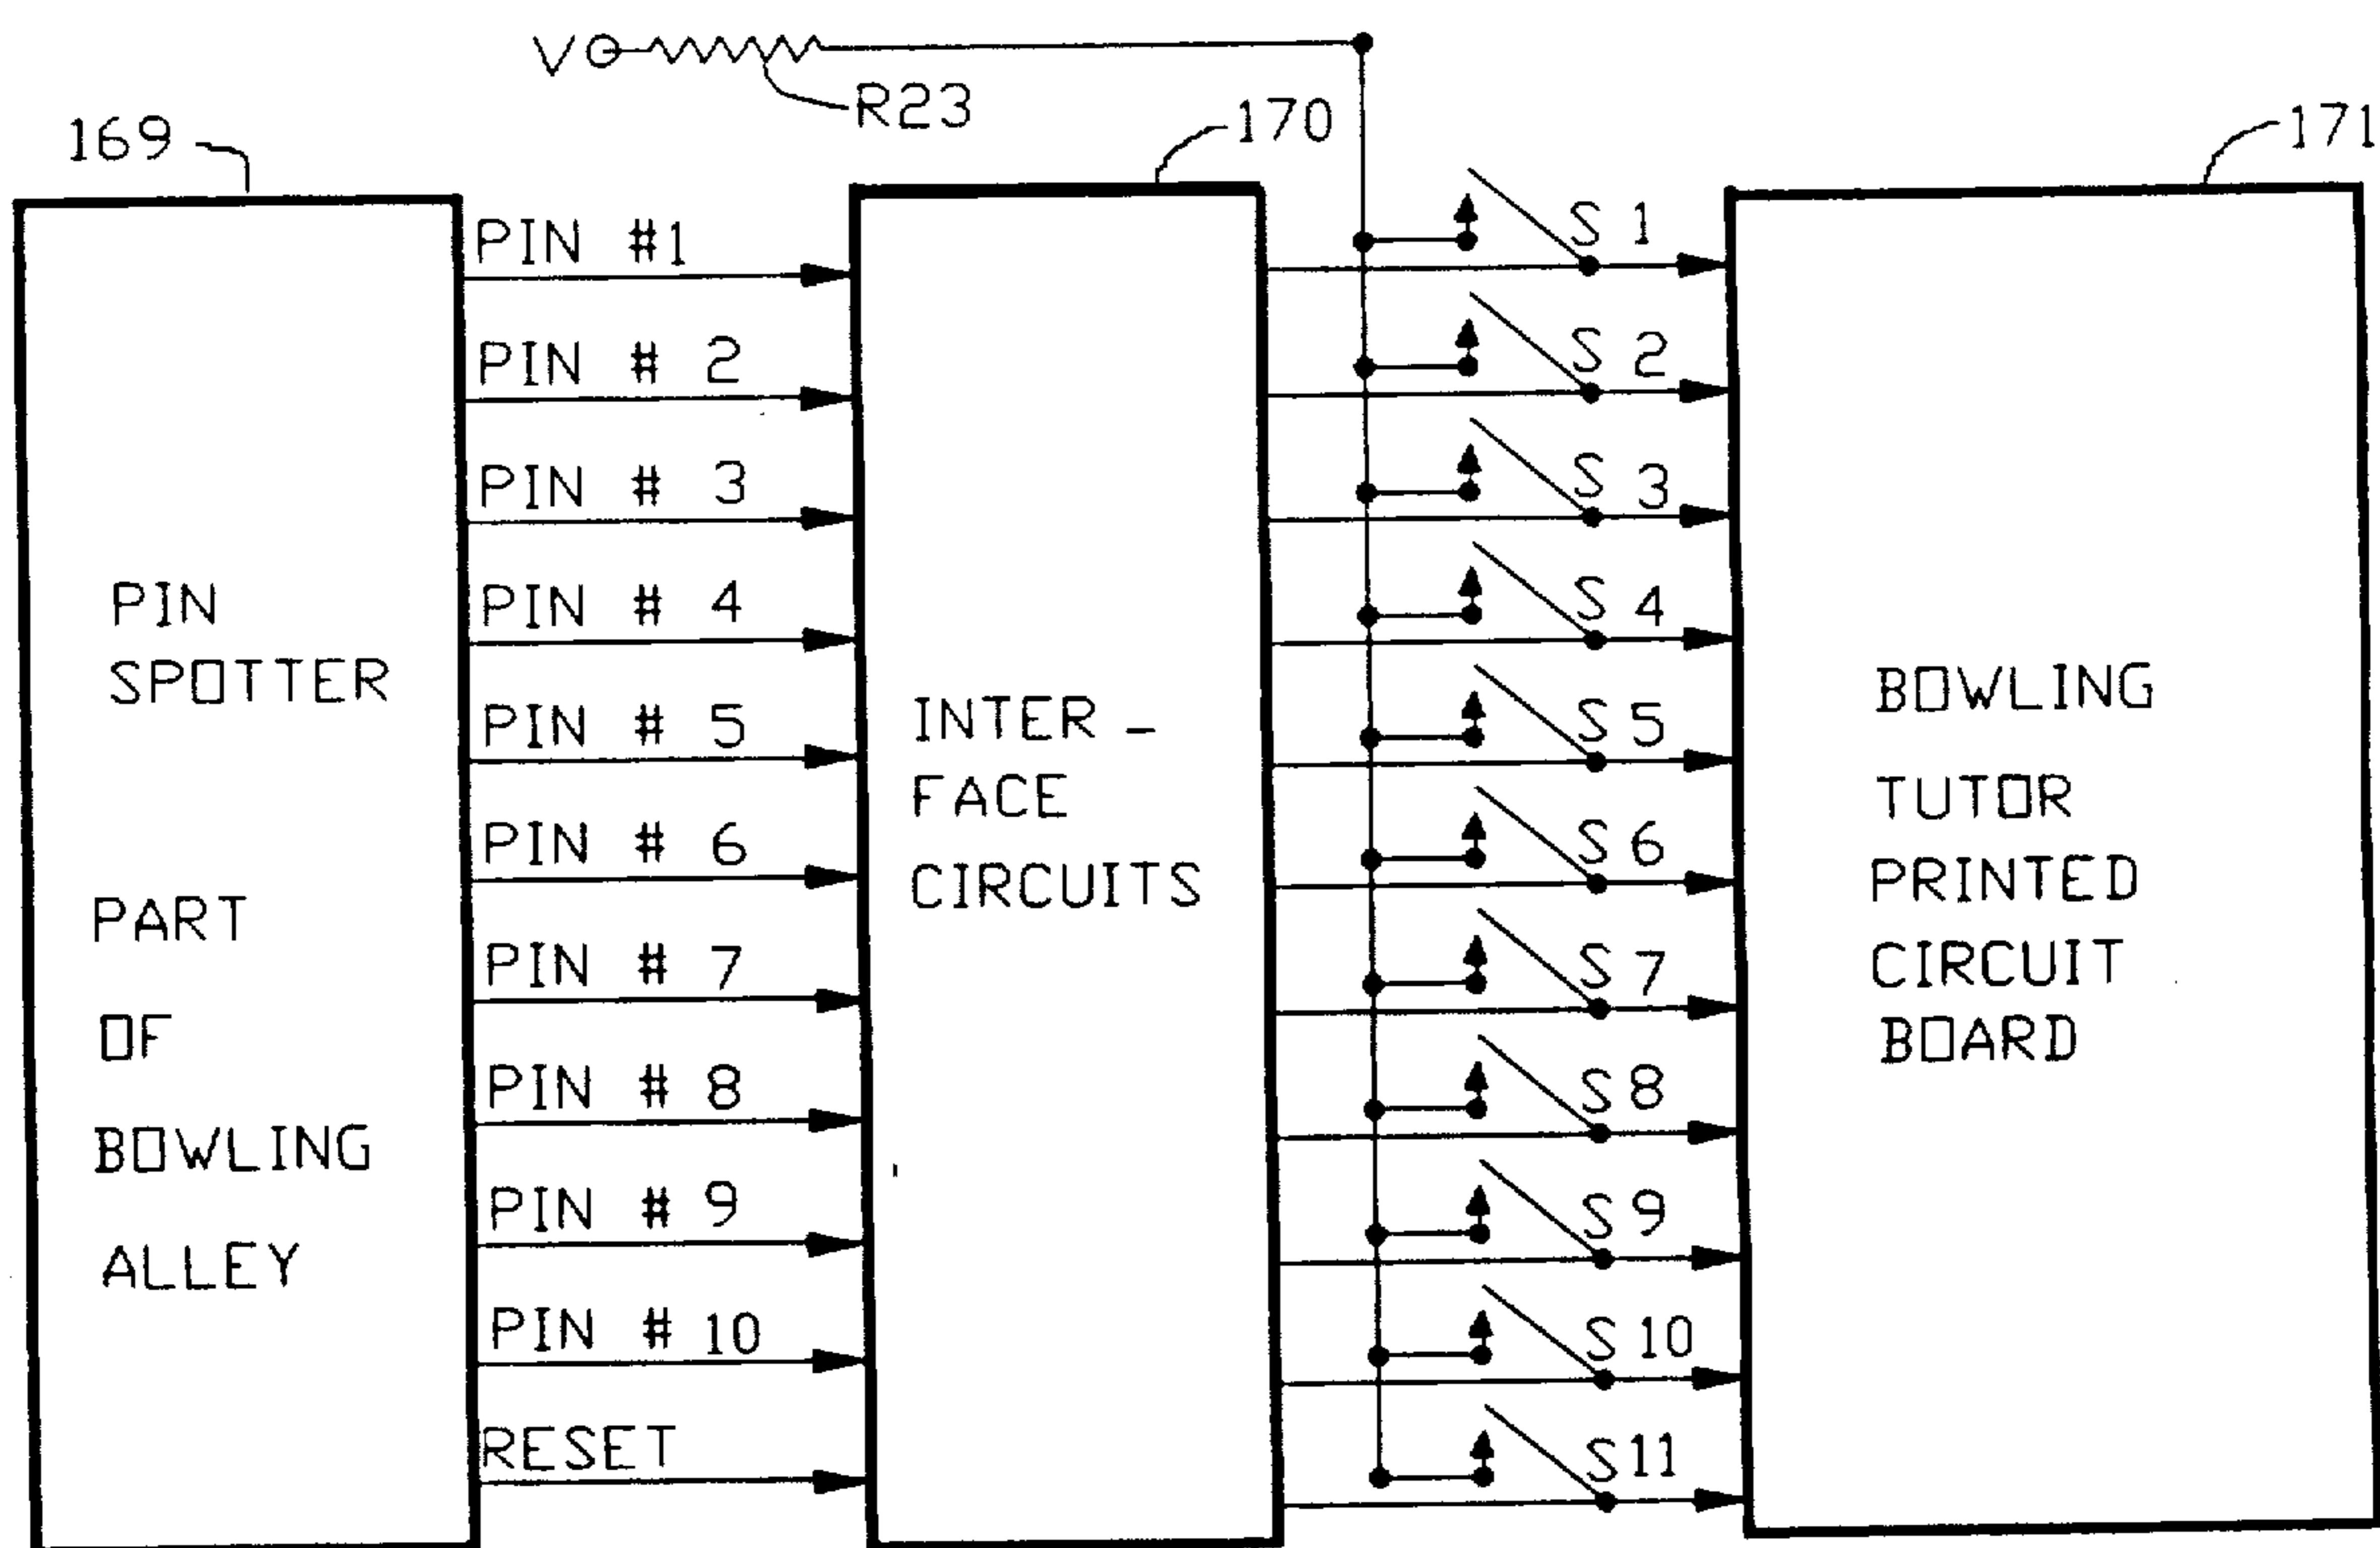 V
R23
169
170
171
PIN #1
PIN # 2
PIN # 3
PIN # 4
PIN # 5
PIN # 6
PIN # 7
PIN # 8
PIN # 9
PIN # 10
RESET
PIN
SPOTTER
PART
OF
BOWLING
ALLEY
INTER -
FACE
CIRCUITS
S 1
S 2
S 3
S 4
S 5
S 6
S 7
S 8
S 9
S 10
S 11
BOWLING
TUTOR
PRINTED
CIRCUIT
BOARD